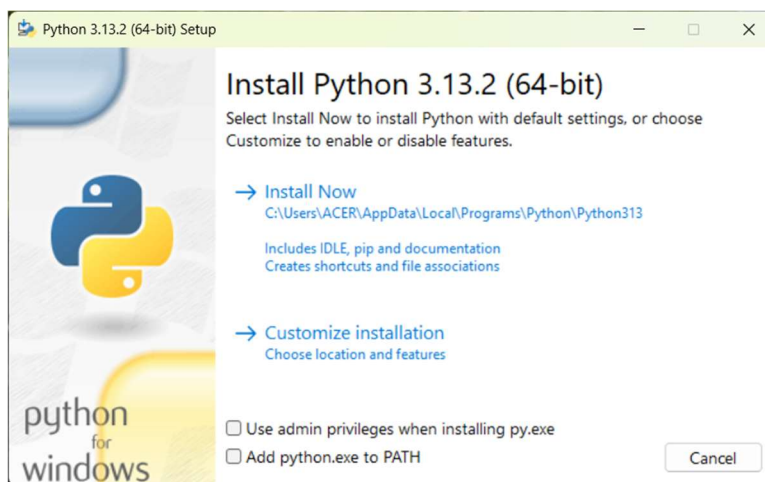 Python 3.13.2 (64-bit) Setup
Install Python 3.13.2 (64-bit)
Select Install Now to install Python with default settings, or choose
Customize to enable or disable features.
Install Now
C:\Users\ACER\AppData\Local\Programs\Python\Python313
Includes IDLE, pip and documentation
Creates shortcuts and file associations
Customize installation
Choose location and features
Use admin privileges when installing py.exe
Add python.exe to PATH
Cancel
python
for
windows